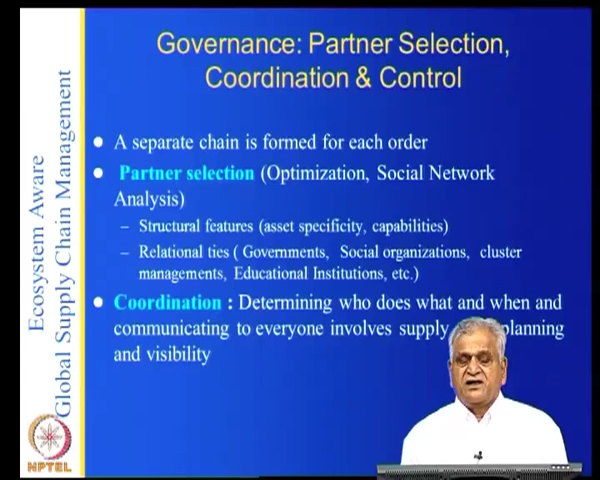 Governance: Partner Selection,
Coordination & Control
Ecosystem Aware
Global Supply Chain Management
A separate chain is formed for each order
Partner selection (Optimization, Social Network
Analysis)
– Structural features (asset specificity, capabilities)
– Relational ties ( Governments, Social organizations, cluster
managements, Educational Institutions, etc.)
Coordination : Determining who does what and when and
communicating to everyone involves supply planning
and visibility
NPTEL